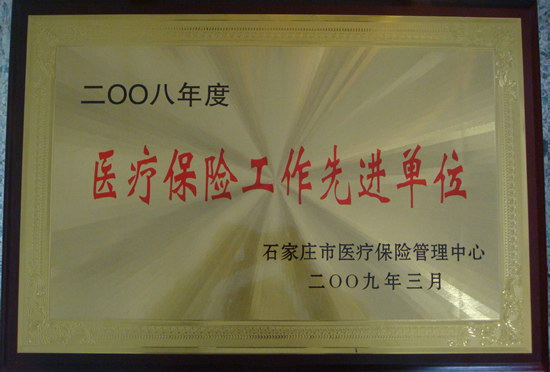 二OO八年度
医疗保险工作先进单位
石家庄市医疗保险管理中心
二OO九年三月